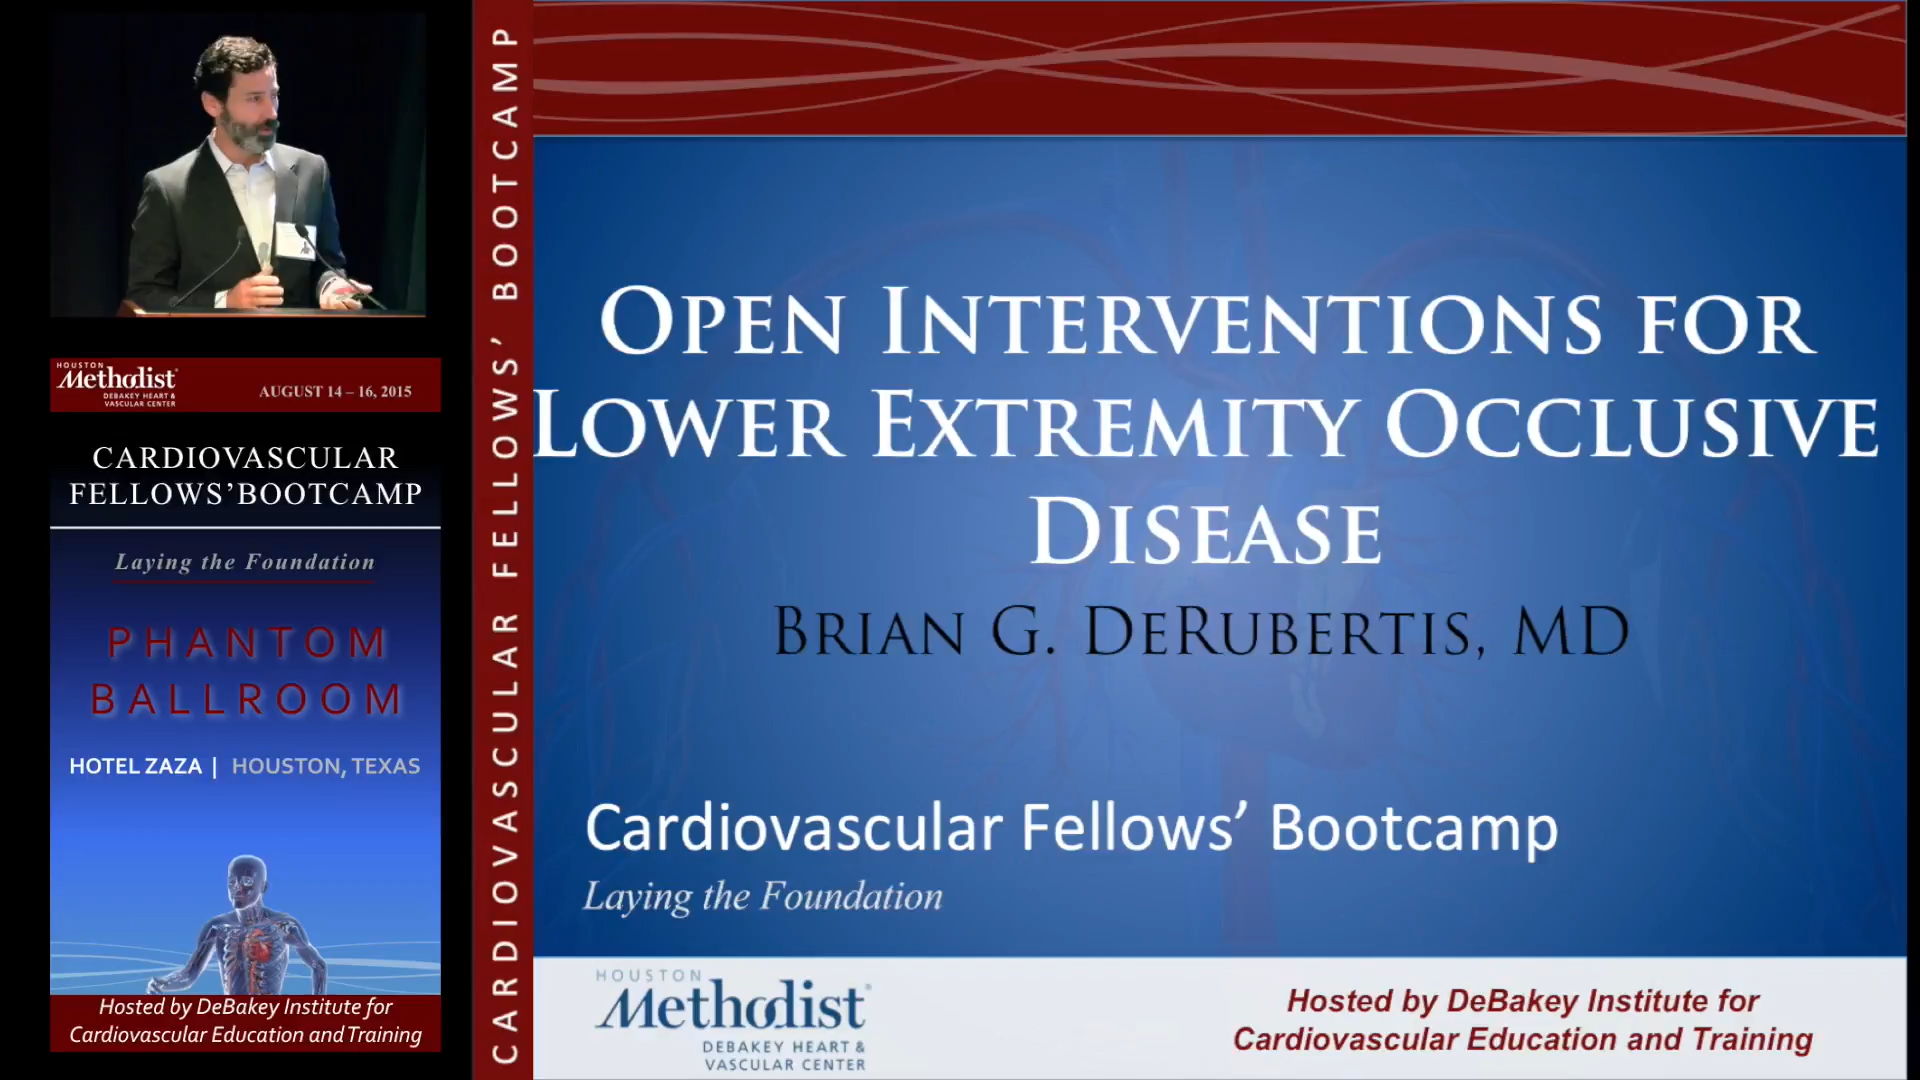 HOUSTON
Methodist
DEBAKEY HEART &
VASCULAR CENTER
AUGUST 14 – 16, 2015
CARDIOVASCULAR
FELLOWS’BOOTCAMP
Laying the Foundation
PHANTOM
BALLROOM
HOTEL ZAZA | HOUSTON, TEXAS
Hosted by DeBakey Institute for
Cardiovascular Education and Training
CARDIOVASCULAR FELLOWS’ BOOTCAMP
OPEN INTERVENTIONS FOR
LOWER EXTREMITY OCCLUSIVE
DISEASE
BRIAN G. DERUBERTIS, MD
Cardiovascular Fellows’ Bootcamp
Laying the Foundation
HOUSTON
Methodist
DEBAKEY HEART &
VASCULAR CENTER
Hosted by DeBakey Institute for
Cardiovascular Education and Training